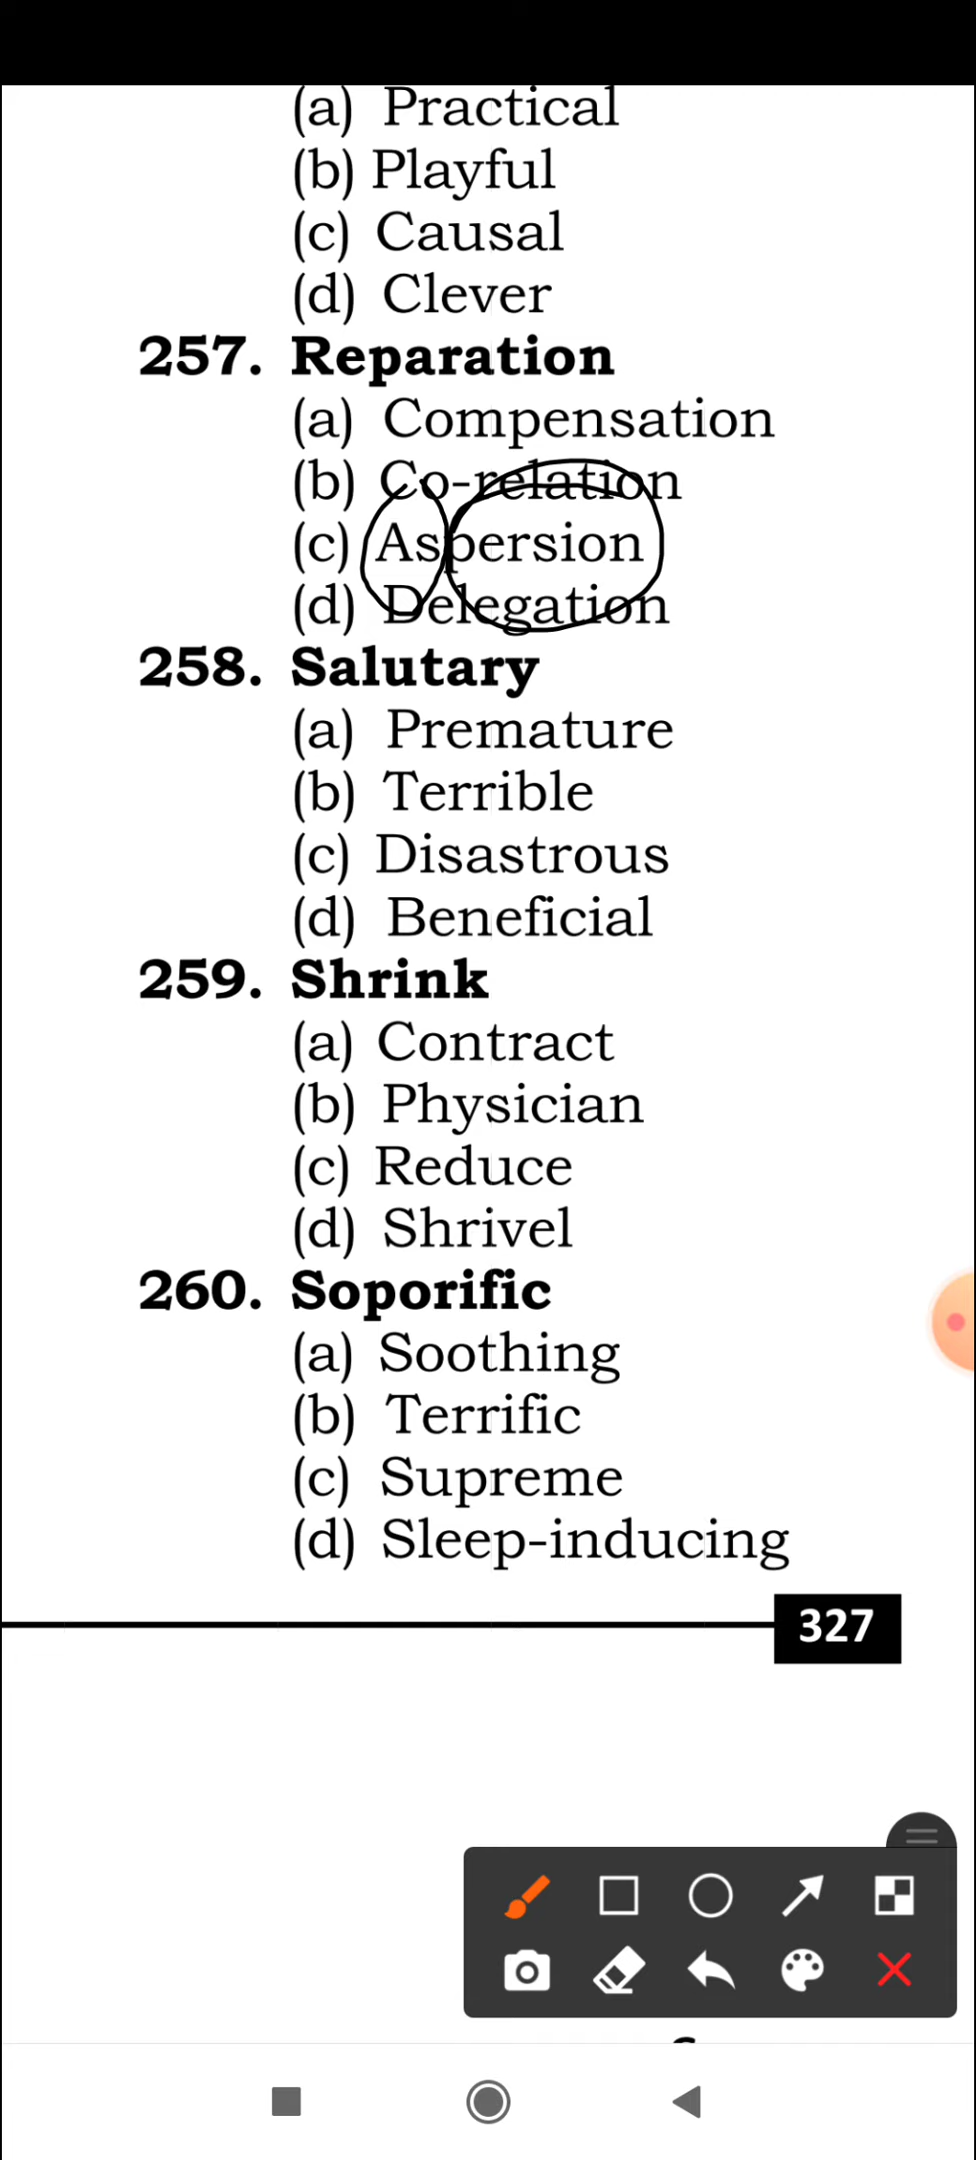 (a) Practical
(b) Playful
(c) Causal
(d) Clever
257. Reparation
(a) Compensation
(b) Co-relation
(c) Aspersion
(d) Delegation
258. Salutary
(a) Premature
(b) Terrible
(c) Disastrous
(d) Beneficial
259. Shrink
(a) Contract
(b) Physician
(c) Reduce
(d) Shrivel
260. Soporific
(a) Soothing
(b) Terrific
(c) Supreme
(d) Sleep-inducing
327